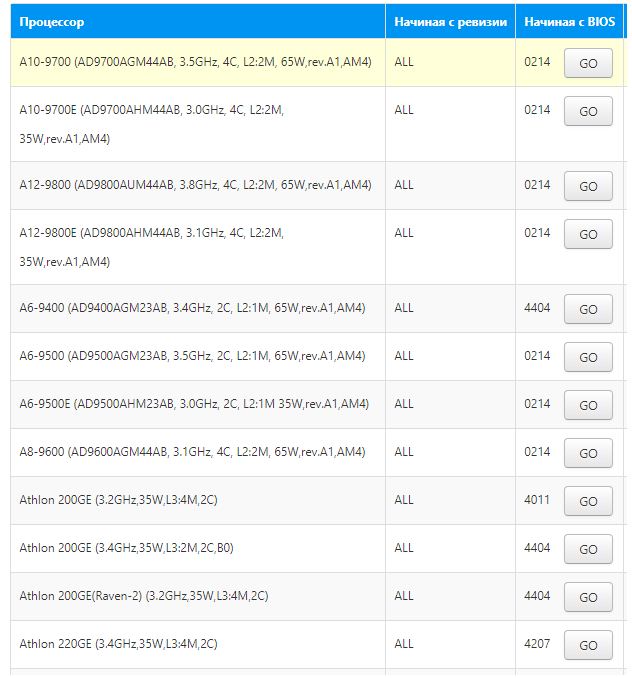 Процессор Начиная с ревизии Начиная с BIOS
A10-9700 (AD9700AGM44AB, 3.5GHz, 4C, L2:2M, 65W,rev.A1,AM4) ALL 0214 GO
A10-9700E (AD9700AHM44AB, 3.0GHz, 4C, L2:2M, ALL 0214 GO
35W,rev.A1,AM4)
A12-9800 (AD9800AUM44AB, 3.8GHz, 4C, L2:2M, 65W,rev.A1,AM4) ALL 0214 GO
A12-9800E (AD9800AHM44AB, 3.1GHz, 4C, L2:2M, ALL 0214 GO
35W,rev.A1,AM4)
A6-9400 (AD9400AGM23AB, 3.4GHz, 2C, L2:1M, 65W,rev.A1,AM4) ALL 4404 GO
A6-9500 (AD9500AGM23AB, 3.5GHz, 2C, L2:1M, 65W,rev.A1,AM4) ALL 0214 GO
A6-9500E (AD9500AHM23AB, 3.0GHz, 2C, L2:1M 35W,rev.A1,AM4) ALL 0214 GO
A8-9600 (AD9600AGM44AB, 3.1GHz, 4C, L2:2M, 65W,rev.A1,AM4) ALL 0214 GO
Athlon 200GE (3.2GHz,35W,L3:4M,2C) ALL 4011 GO
Athlon 200GE (3.4GHz,35W,L3:2M,2C,B0) ALL 4404 GO
Athlon 200GE(Raven-2) (3.2GHz,35W,L3:4M,2C) ALL 4404 GO
Athlon 220GE (3.4GHz,35W,L3:4M,2C) ALL 4207 GO